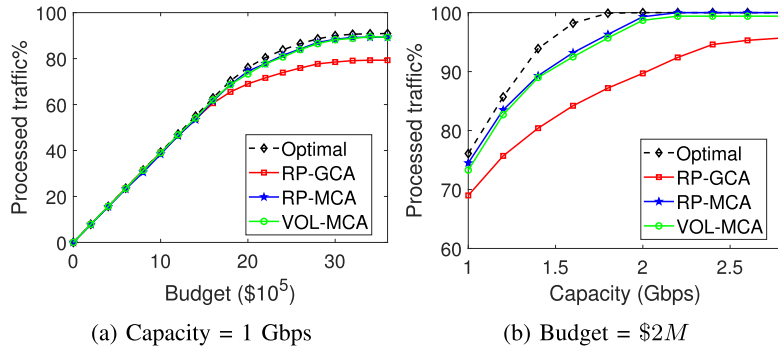 Processed traffic%
100
80
60
40
20
0
0
10
20
30
Budget ($10^5)
Optimal
RP-GCA
RP-MCA
VOL-MCA
(a) Capacity = 1 Gbps
Processed traffic%
100
90
80
70
60
1
1.5
2
2.5
Capacity (Gbps)
Optimal
RP-GCA
RP-MCA
VOL-MCA
(b) Budget = $2M